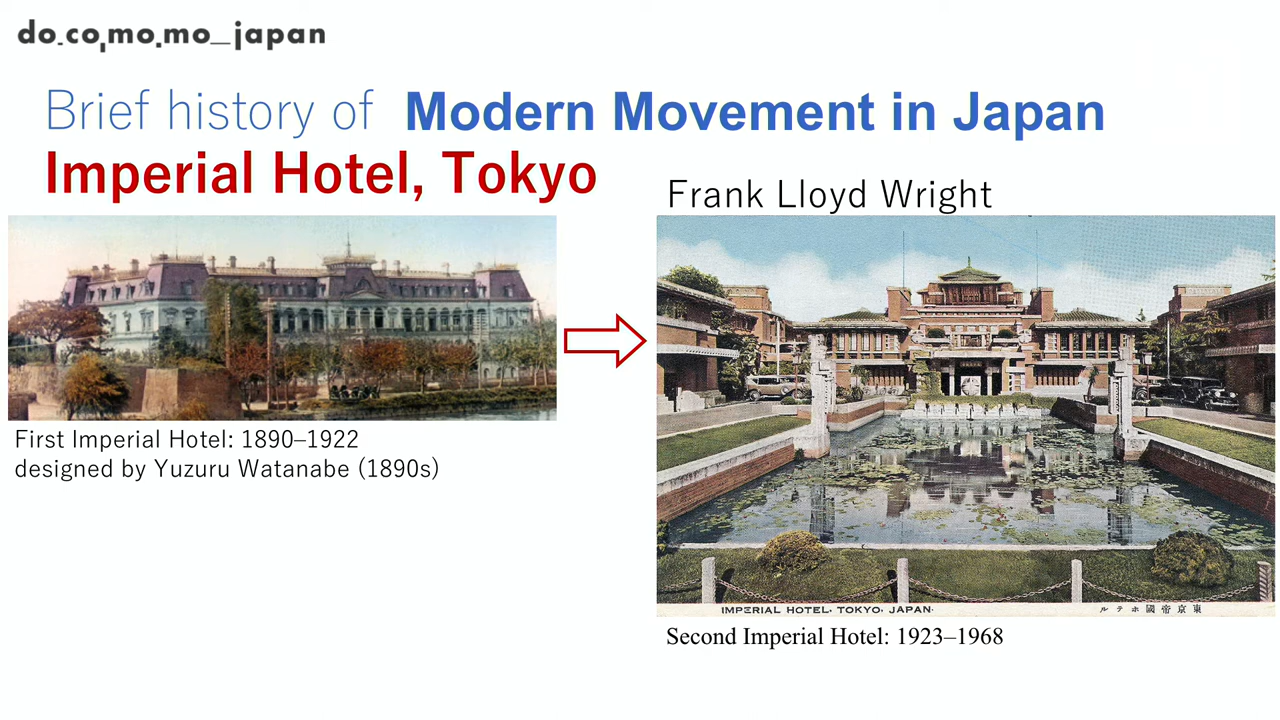 do.co,mo.mo_japan
Brief history of Modern Movement in Japan
Imperial Hotel, Tokyo
Frank Lloyd Wright
First Imperial Hotel: 1890–1922
designed by Yuzuru Watanabe (1890s)
IMPERIAL HOTEL. TOKYO. JAPAN.
ルテホ國帝京東
Second Imperial Hotel: 1923–1968